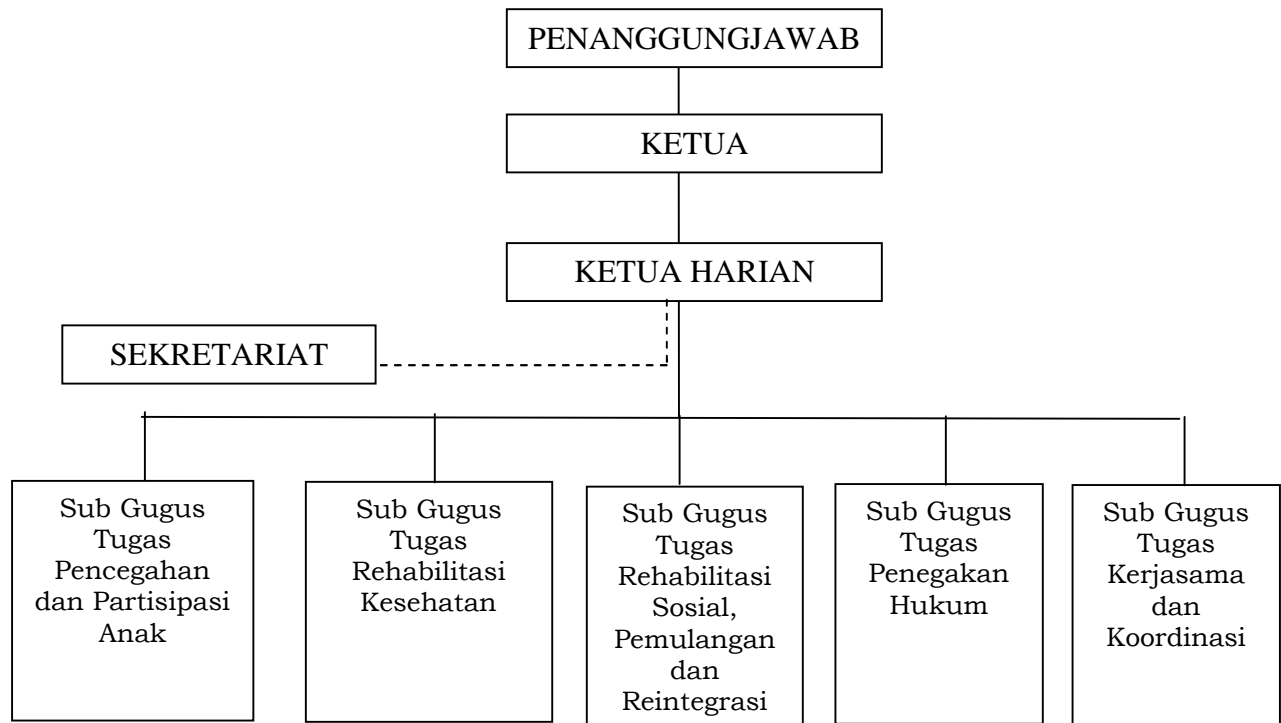 PENANGGUNGJAWAB
KETUA
KETUA HARIAN
SEKRETARIAT
Sub Gugus
Tugas
Pencegahan
dan Partisipasi
Anak
Sub Gugus
Tugas
Rehabilitasi
Kesehatan
Sub Gugus
Tugas
Rehabilitasi
Sosial,
Pemulangan
dan
Reintegrasi
Sub Gugus
Tugas
Penegakan
Hukum
Sub Gugus
Tugas
Kerjasama
dan
Koordinasi